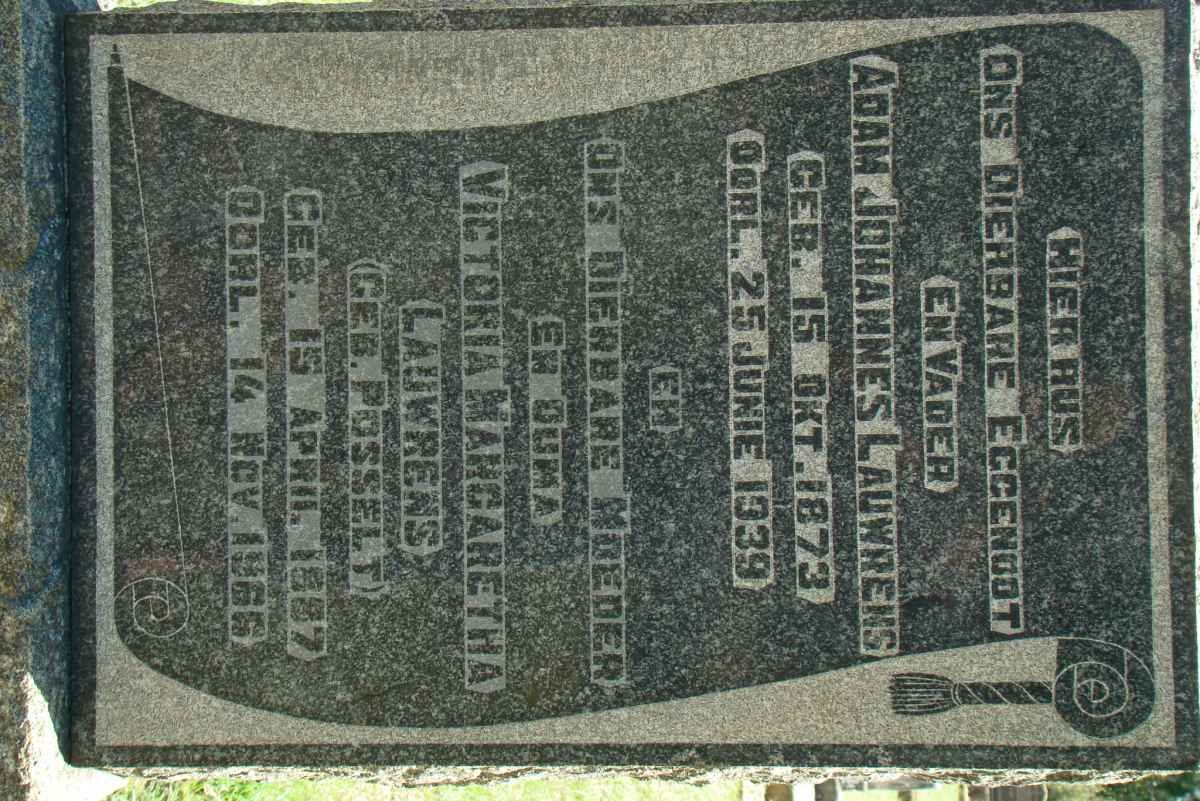 HIER RUS
ONS DIERBARE EGGENOOT
EN VADER
ADAM JOHANNES LAUWRENS
GEB. 15 OKT. 1873
OORL. 25 JUNIE 1939
EN
ONS DIERBARE MOEDER
EN OUMA
VICTORIA MARGARETHA
LAUWRENS
(GEB. POSSELT)
GEB. 15 APRIL 1887
OORL. 14 NOV. 1966